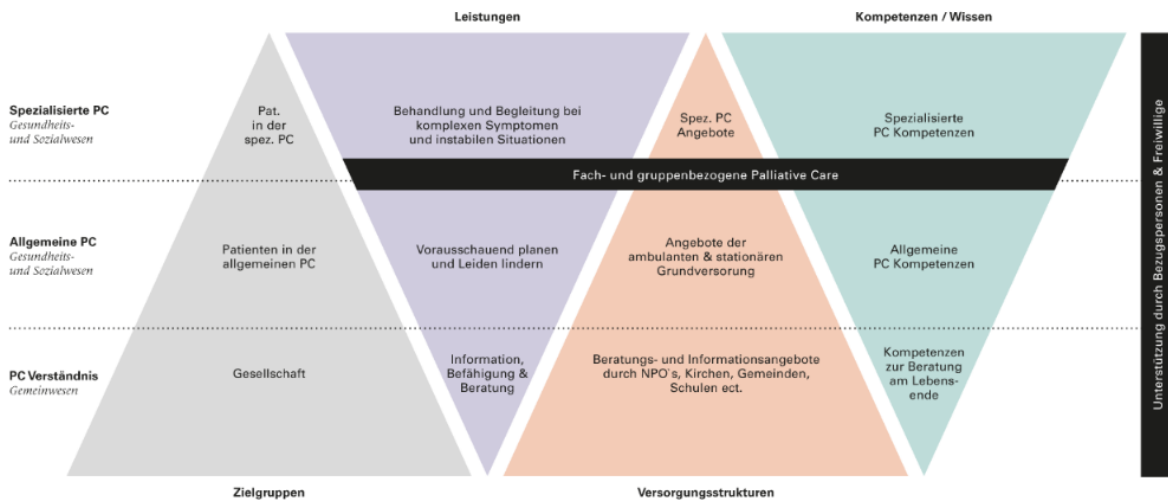 Leistungen
Kompetenzen / Wissen
Spezialisierte PC
Gesundheits-
und Sozialwesen
Pat.
in der
spez. PC
Behandlung und Begleitung bei
komplexen Symptomen
und instabilen Situationen
Spez. PC
Angebote
Spezialisierte
PC Kompetenzen
Fach- und gruppenbezogene Palliative Care
Allgemeine PC
Gesundheits-
und Sozialwesen
Patienten in der
allgemeinen PC
Vorausschauend planen
und Leiden lindern
Angebote der
ambulanten & stationären
Grundversorung
Allgemeine
PC Kompetenzen
PC Verständnis
Gemeinwesen
Gesellschaft
Information,
Befähigung &
Beratung
Beratungs- und Informationsangebote
durch NPO`s, Kirchen, Gemeinden,
Schulen ect.
Kompetenzen
zur Beratung
am Lebens-
ende
Zielgruppen
Versorgungsstrukturen
Unterstützung durch Bezugspersonen & Freiwillige